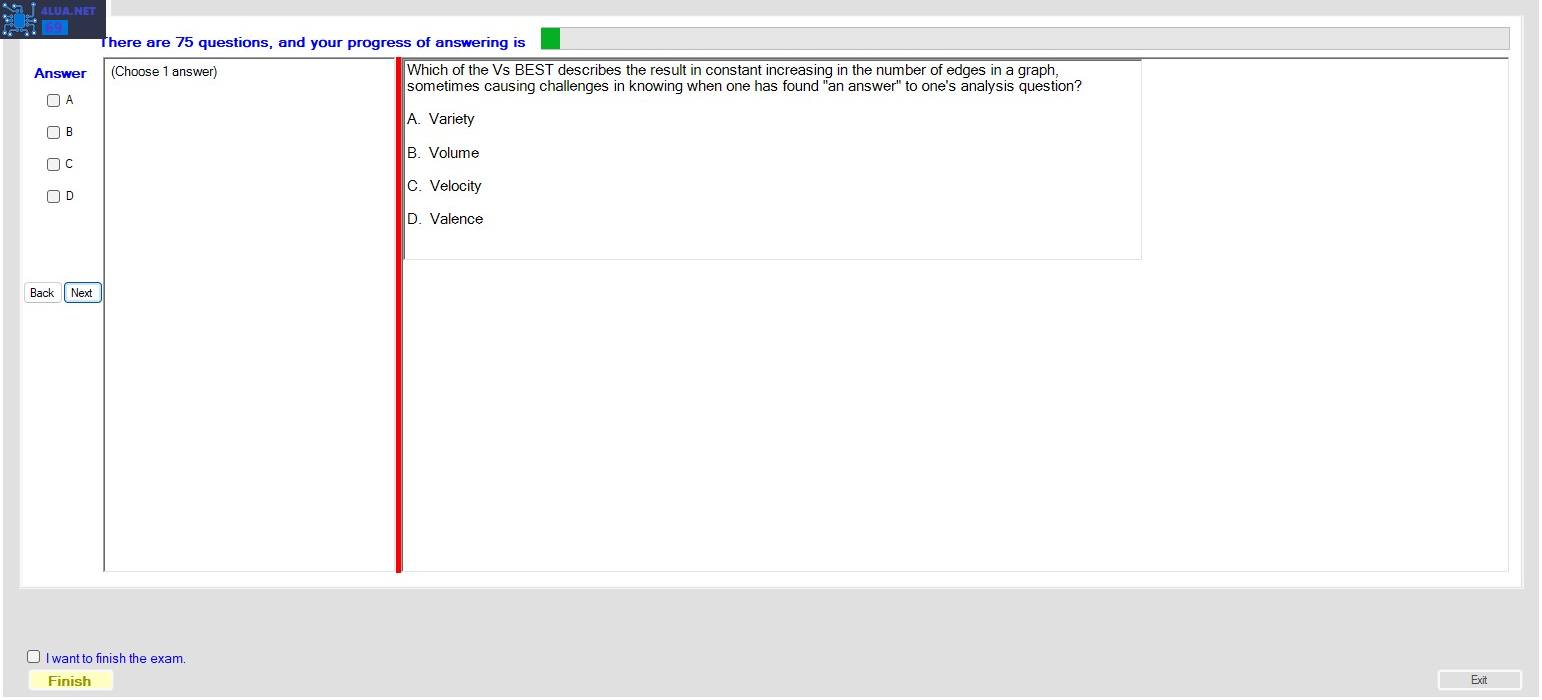 4LUA.NET
69
There are 75 questions, and your progress of answering is
Answer
(Choose 1 answer)
A
B
C
D
Back
Next
Which of the Vs BEST describes the result in constant increasing in the number of edges in a graph,
sometimes causing challenges in knowing when one has found "an answer" to one's analysis question?
A. Variety
B. Volume
C. Velocity
D. Valence
I want to finish the exam.
Finish
Exit